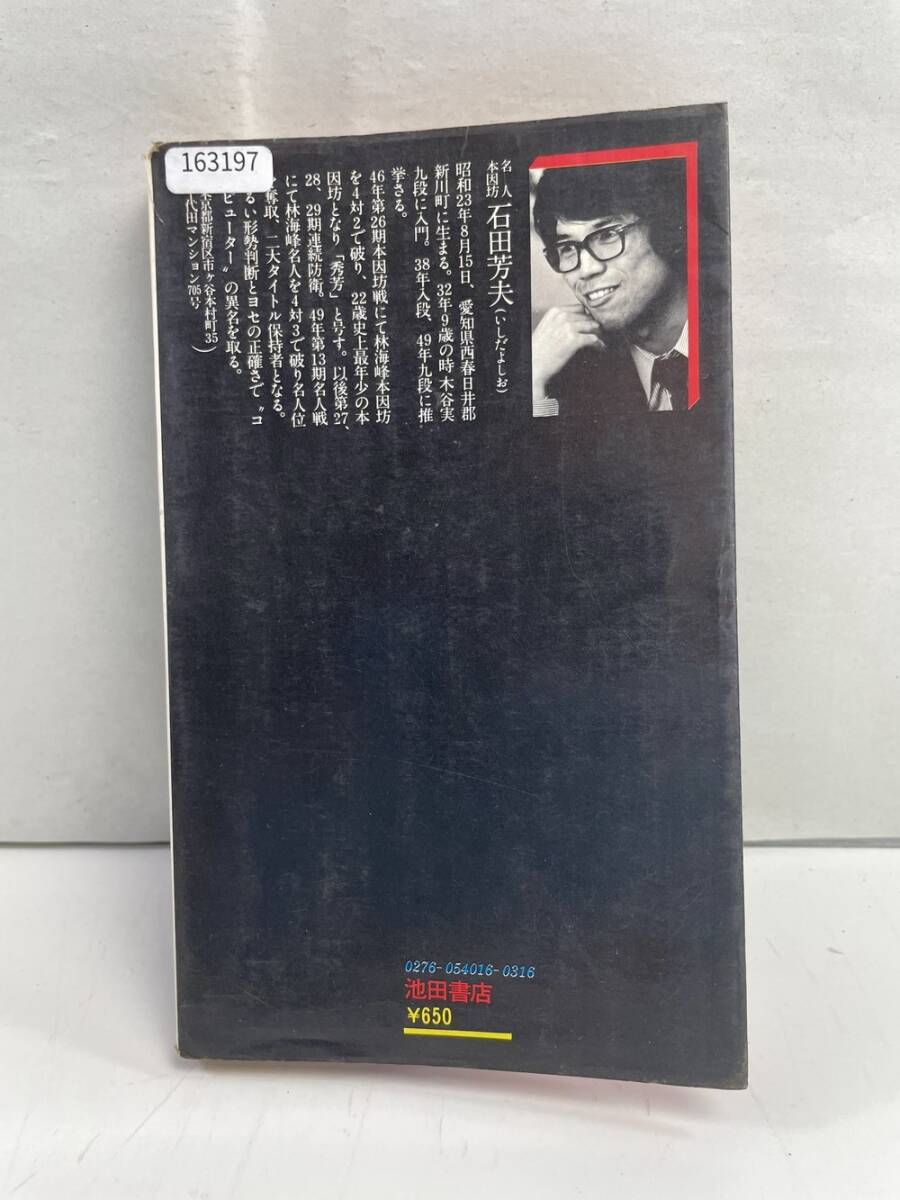 163197
名人
本因坊 石田芳夫(いしだよしお)
昭和23年8月15日、愛知県西春日井郡
新川町に生まる。32年9歳の時木谷実
九段に入門。38年入段、49年九段に推
挙さる。
46年第26期本因坊戦にて林海峰本因坊
を4対2で破り、22歳史上最年少の本
因坊となり「秀芳」と号す。以後第27、
28、29期連続防衛。49年第13期名人戦
にて林海峰名人を4対3で破り名人位
奪取、二大タイトル保持者となる。
るい形勢判断とヨセの正確さで〝コ
ピューター〟の異名を取る。
京都新宿区市ヶ谷本村町35
代田マンション705号)
0276-054016-0316
池田書店
¥650